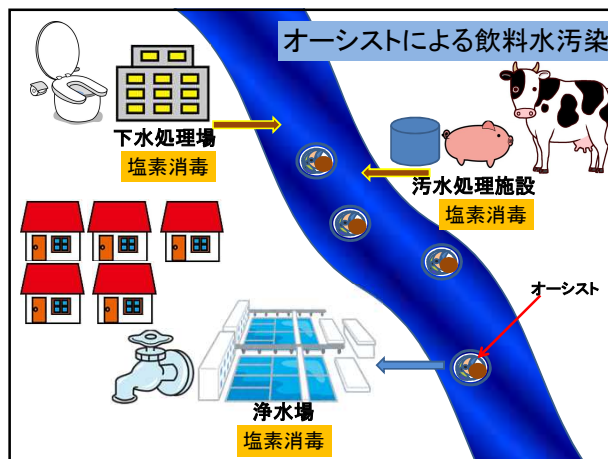 オーシストによる飲料水汚染
下水処理場
塩素消毒
汚水処理施設
塩素消毒
オーシスト
浄水場
塩素消毒